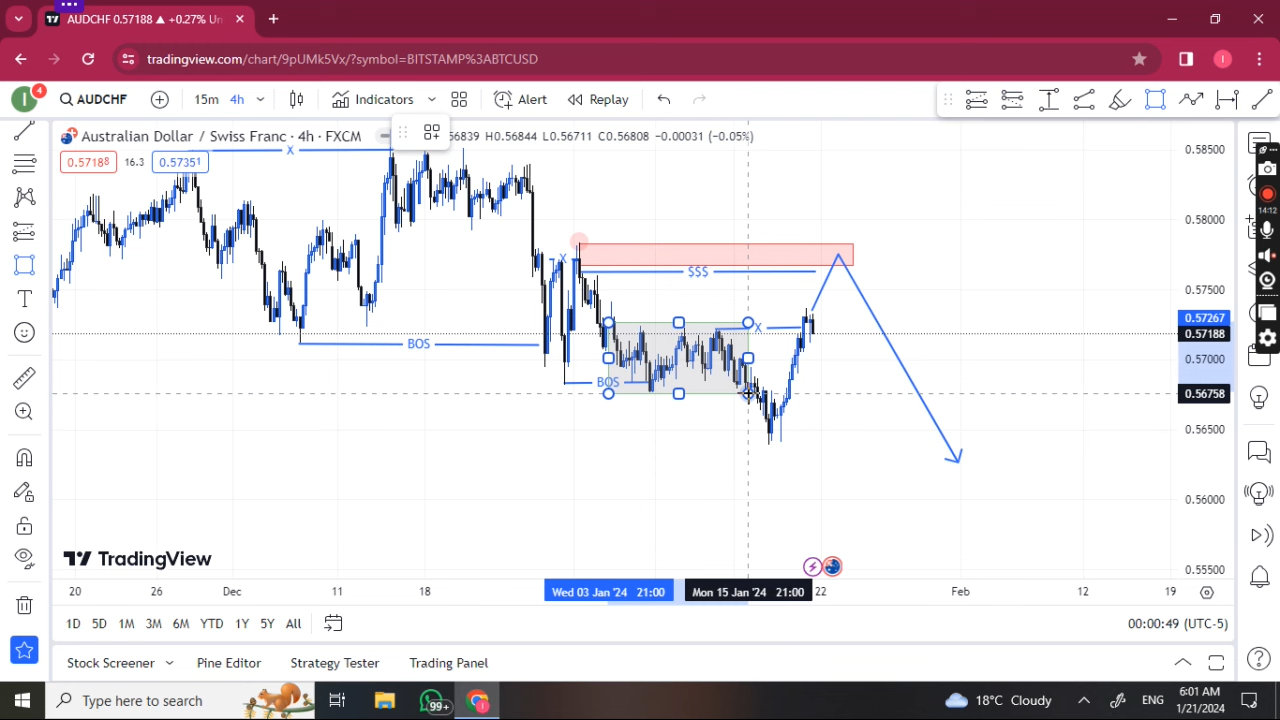 AUDCHF 0.57188 ▲ +0.27% Un
tradingview.com/chart/9pUMk5Vx/?symbol=BITSTAMP%3ABTCUSD
I
I
4
AUDCHF
15m
4h
Indicators
Alert
Replay
Australian Dollar / Swiss Franc · 4h · FXCM
56839 H0.56844 L0.56711 C0.56808 −0.00031 (−0.05%)
0.57188
16.3
0.57351
X
X
$$$
X
BOS
BOS
0.58500
0.58000
0.57500
0.57267
0.57188
0.57000
0.56758
0.56500
0.56000
0.55500
14:12
TradingView
20
26
Dec
11
18
Wed 03 Jan '24 21:00
Mon 15 Jan '24 21:00
22
Feb
12
19
1D
5D
1M
3M
6M
YTD
1Y
5Y
All
00:00:49 (UTC-5)
Stock Screener
Pine Editor
Strategy Tester
Trading Panel
Type here to search
99+
18°C Cloudy
ENG
6:01 AM
1/21/2024